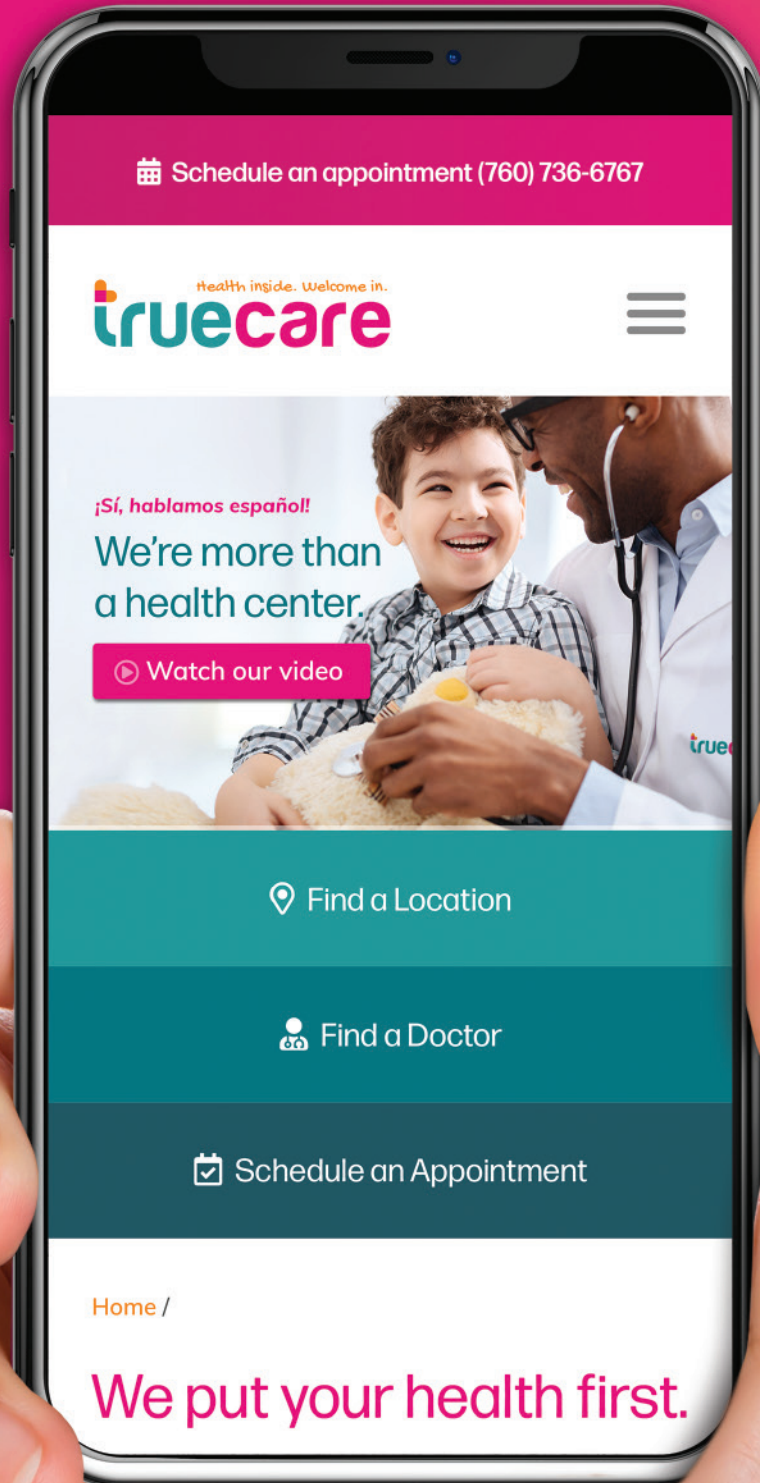 Schedule an appointment (760) 736-6767
Health inside. Welcome in.
truecare
¡Sí, hablamos español!
We're more than
a health center.
Watch our video
true
Find a Location
Find a Doctor
Schedule an Appointment
Home /
We put your health first.